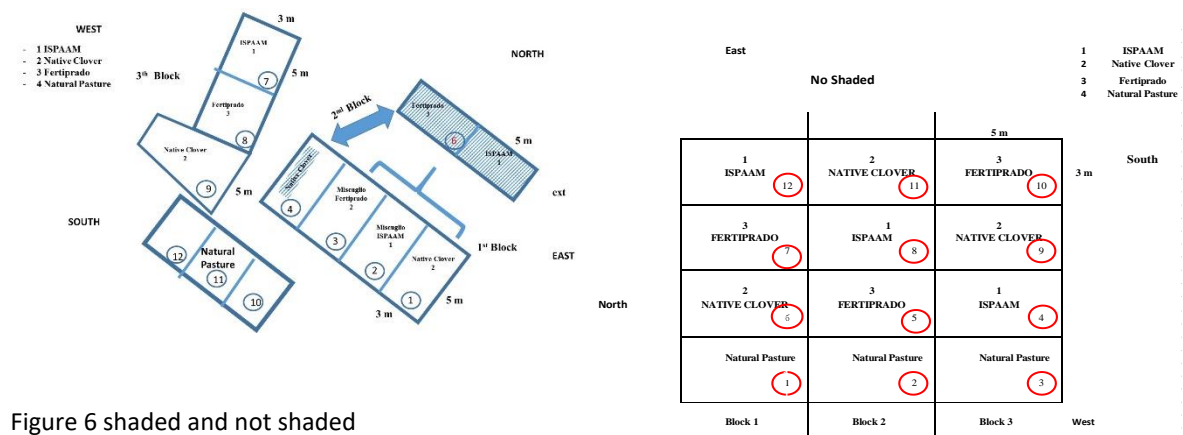 WEST
- 1 ISPAAM
- 2 Native Clover
- 3 Fertiprado
- 4 Natural Pasture
3th Block
3 m
ISPAAM
1
7
5 m
Fertiprado
3
8
Native Clover
2
9
5 m
NORTH
2nd Block
Fertiprado
3
6
5 m
ISPAAM
1
ext
Native Clover
4
Miscuglio
Fertiprado
2
3
Miscuglio
ISPAAM
1
2
Native Clover
2
1
1st Block
EAST
5 m
3 m
SOUTH
12
Natural
Pasture
11
10
Figure 6 shaded and not shaded
East
No Shaded
1 ISPAAM
2 Native Clover
3 Fertiprado
4 Natural Pasture
5 m
South
3 m
1
ISPAAM
12
2
NATIVE CLOVER
11
3
FERTIPRADO
10
3
FERTIPRADO
7
1
ISPAAM
8
2
NATIVE CLOVER
9
North
2
NATIVE CLOVER
6
3
FERTIPRADO
5
1
ISPAAM
4
Natural Pasture
1
Natural Pasture
2
Natural Pasture
3
Block 1
Block 2
Block 3
West